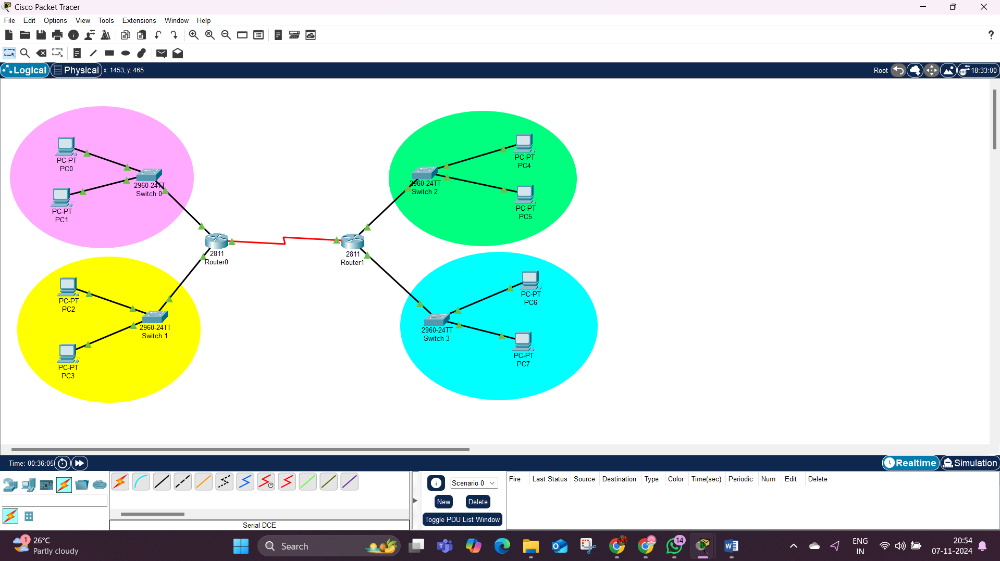 Cisco Packet Tracer
File Edit Options View Tools Extensions Window Help
?
Logical Physical x: 1453, y: 465 Root 18:33:00
PC-PT
PC0
2960-24TT
Switch 0
PC-PT
PC1
PC-PT
PC4
2960-24TT
Switch 2
PC-PT
PC5
2811
Router0
2811
Router1
PC-PT
PC2
2960-24TT
Switch 1
PC-PT
PC3
PC-PT
PC6
2960-24TT
Switch 3
PC-PT
PC7
Time: 00:36:05 Realtime Simulation
Scenario 0
New Delete
Toggle PDU List Window
Fire Last Status Source Destination Type Color Time(sec) Periodic Num Edit Delete
Serial DCE
1
26°C
Partly cloudy
Search
14
ENG
IN
20:54
07-11-2024